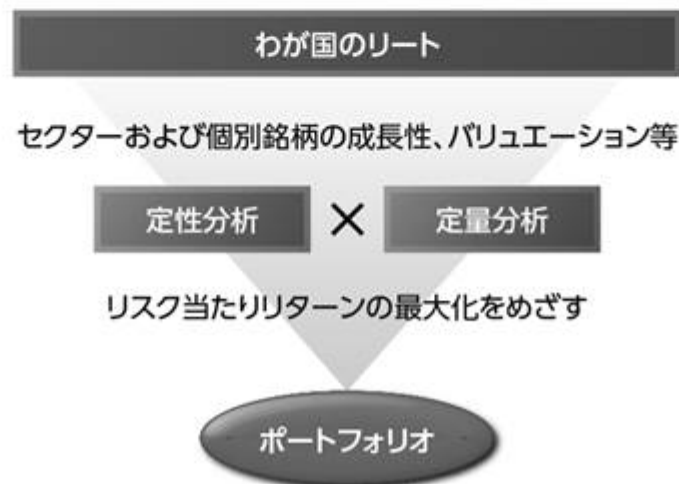 わが国のリート
セクターおよび個別銘柄の成長性、バリュエーション等
定性分析 × 定量分析
リスク当たりリターンの最大化をめざす
ポートフォリオ